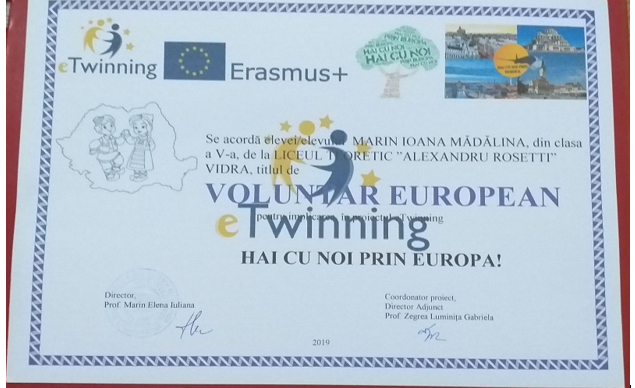 eTwinning
Erasmus+
HAI CU NOI
HAI CU NOI
Se acordă elevei/elevului MARIN IOANA MĂDĂLINA, din clasa
a V-a, de la LICEUL TEORETIC "ALEXANDRU ROSETTI"
VIDRA, titlul de
VOLUNTAR EUROPEAN
pentru implicarea în proiectul eTwinning
eTwinning
HAI CU NOI PRIN EUROPA!
Director,
Prof. Marin Elena Iuliana
Coordonator proiect,
Director Adjunct
Prof. Zegrea Luminița Gabriela
2019